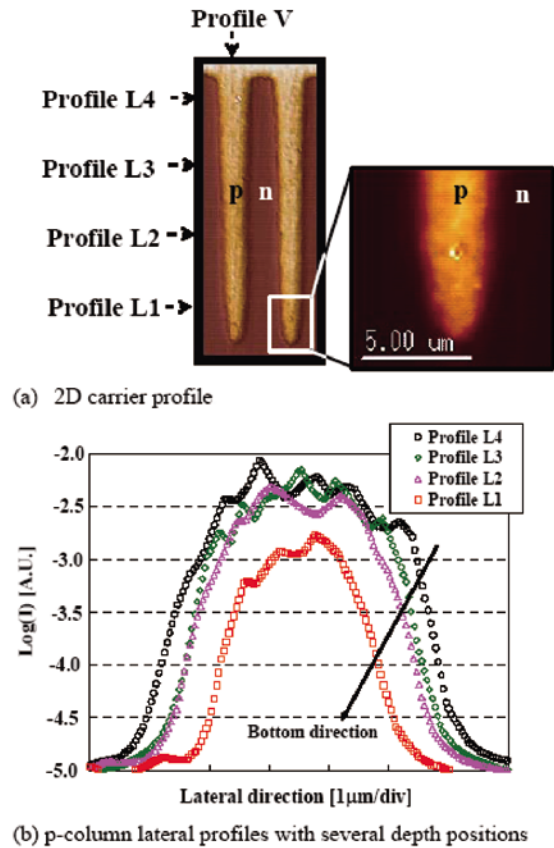 Profile V
Profile L4
Profile L3
Profile L2
Profile L1
p n
p n
5.00 um
(a) 2D carrier profile
Profile L4
Profile L3
Profile L2
Profile L1
-2.0
-2.5
-3.0
-3.5
-4.0
-4.5
-5.0
Log(I) [A.U.]
Bottom direction
Lateral direction [1μm/div]
(b) p-column lateral profiles with several depth positions